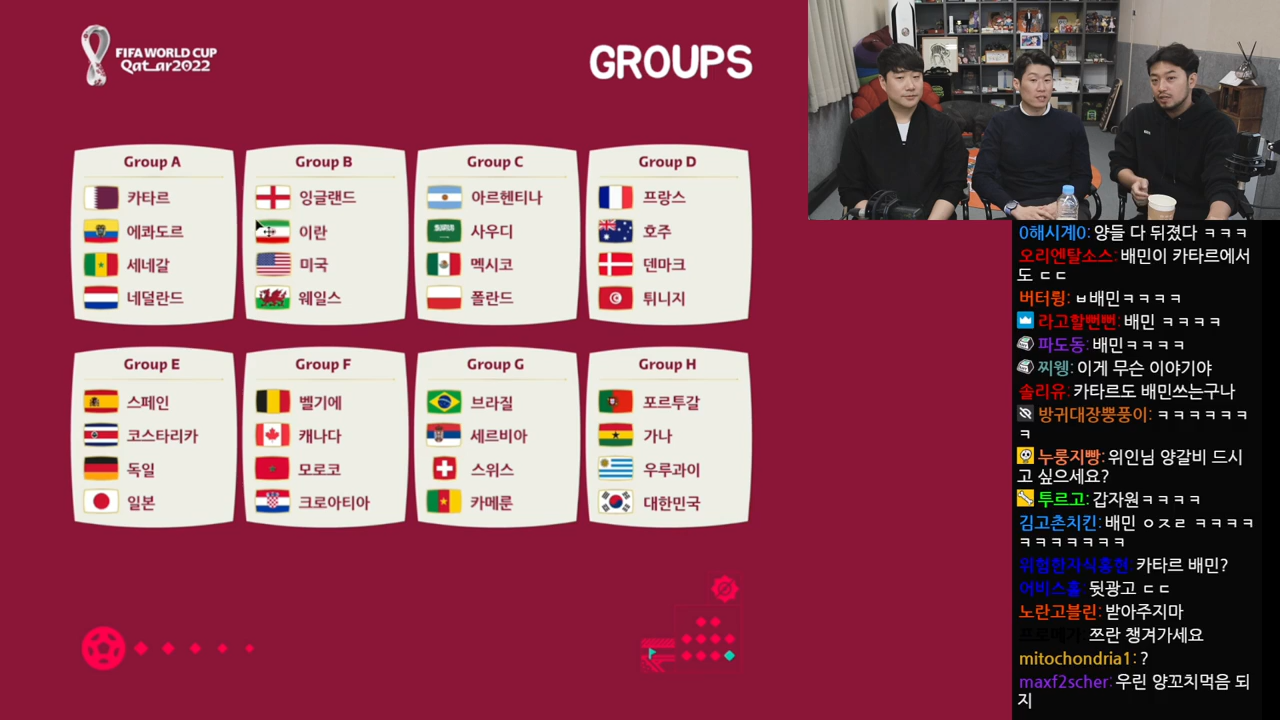 FIFA WORLD CUP
Qatar2022
GROUPS
Group A
카타르
에콰도르
세네갈
네덜란드
Group B
잉글랜드
이란
미국
웨일스
Group C
아르헨티나
사우디
멕시코
폴란드
Group D
프랑스
호주
덴마크
튀니지
Group E
스페인
코스타리카
독일
일본
Group F
벨기에
캐나다
모로코
크로아티아
Group G
브라질
세르비아
스위스
카메룬
Group H
포르투갈
가나
우루과이
대한민국
0해시계0: 양들 다 뒤졌다 ㅋㅋㅋ
오리엔탈소스: 배민이 카타르에서
도 ㄷㄷ
버터륑: ㅂ배민ㅋㅋㅋㅋ
라고할뻔뻔: 배민 ㅋㅋㅋㅋ
파도동: 배민ㅋㅋㅋㅋ
찌웽: 이게 무슨 이야기야
솔리유: 카타르도 배민쓰는구나
방귀대장뿡풍이: ㅋㅋㅋㅋㅋㅋ
ㅋ
누룽지빵: 위인님 양갈비 드시
고 싶으세요?
투르고: 갑자원ㅋㅋㅋㅋ
김고촌치킨: 배민 ㅇㅈㄹ ㅋㅋㅋㅋ
ㅋㅋㅋㅋㅋㅋㅋ
위험한자식홍현: 카타르 배민?
어비스홀: 뒷광고 ㄷㄷ
노란고블린: 받아주지마
쯔란 챙겨가세요
mitochondria1: ?
maxf2scher: 우린 양꼬치먹음 되
지